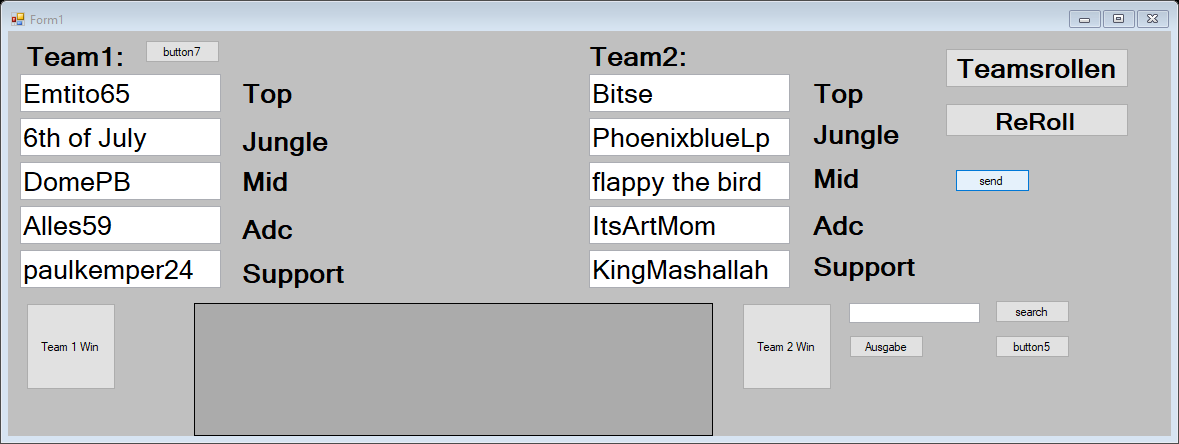 Form1
Team1:
button7
Team2:
Teamsrollen
Emtito65
Top
Bitse
Top
ReRoll
6th of July
Jungle
PhoenixblueLp
Jungle
DomePB
Mid
flappy the bird
Mid
send
Alles59
Adc
ItsArtMom
Adc
paulkemper24
Support
KingMashallah
Support
Team 1 Win
Team 2 Win
search
Ausgabe
button5